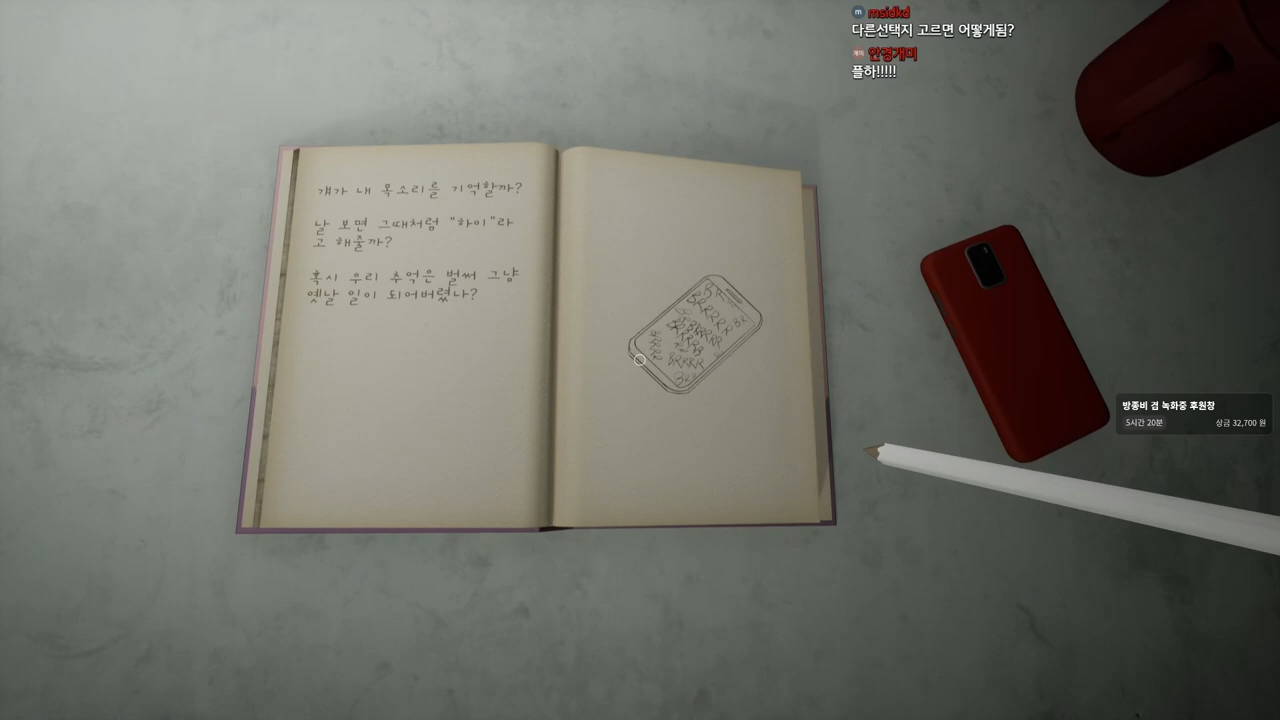 msidkd
다른선택지 고르면 어떻게됨?
안경개미
플하!!!!!
걔가 내 목소리를 기억할까?
날 보면 그때처럼 "하이"라
고 해줄까?
혹시 우리 추억은 벌써 그냥
옛날 일이 되어버렸나?
방종비 겸 녹화중 후원창
5시간 20분
상금 32,700 원